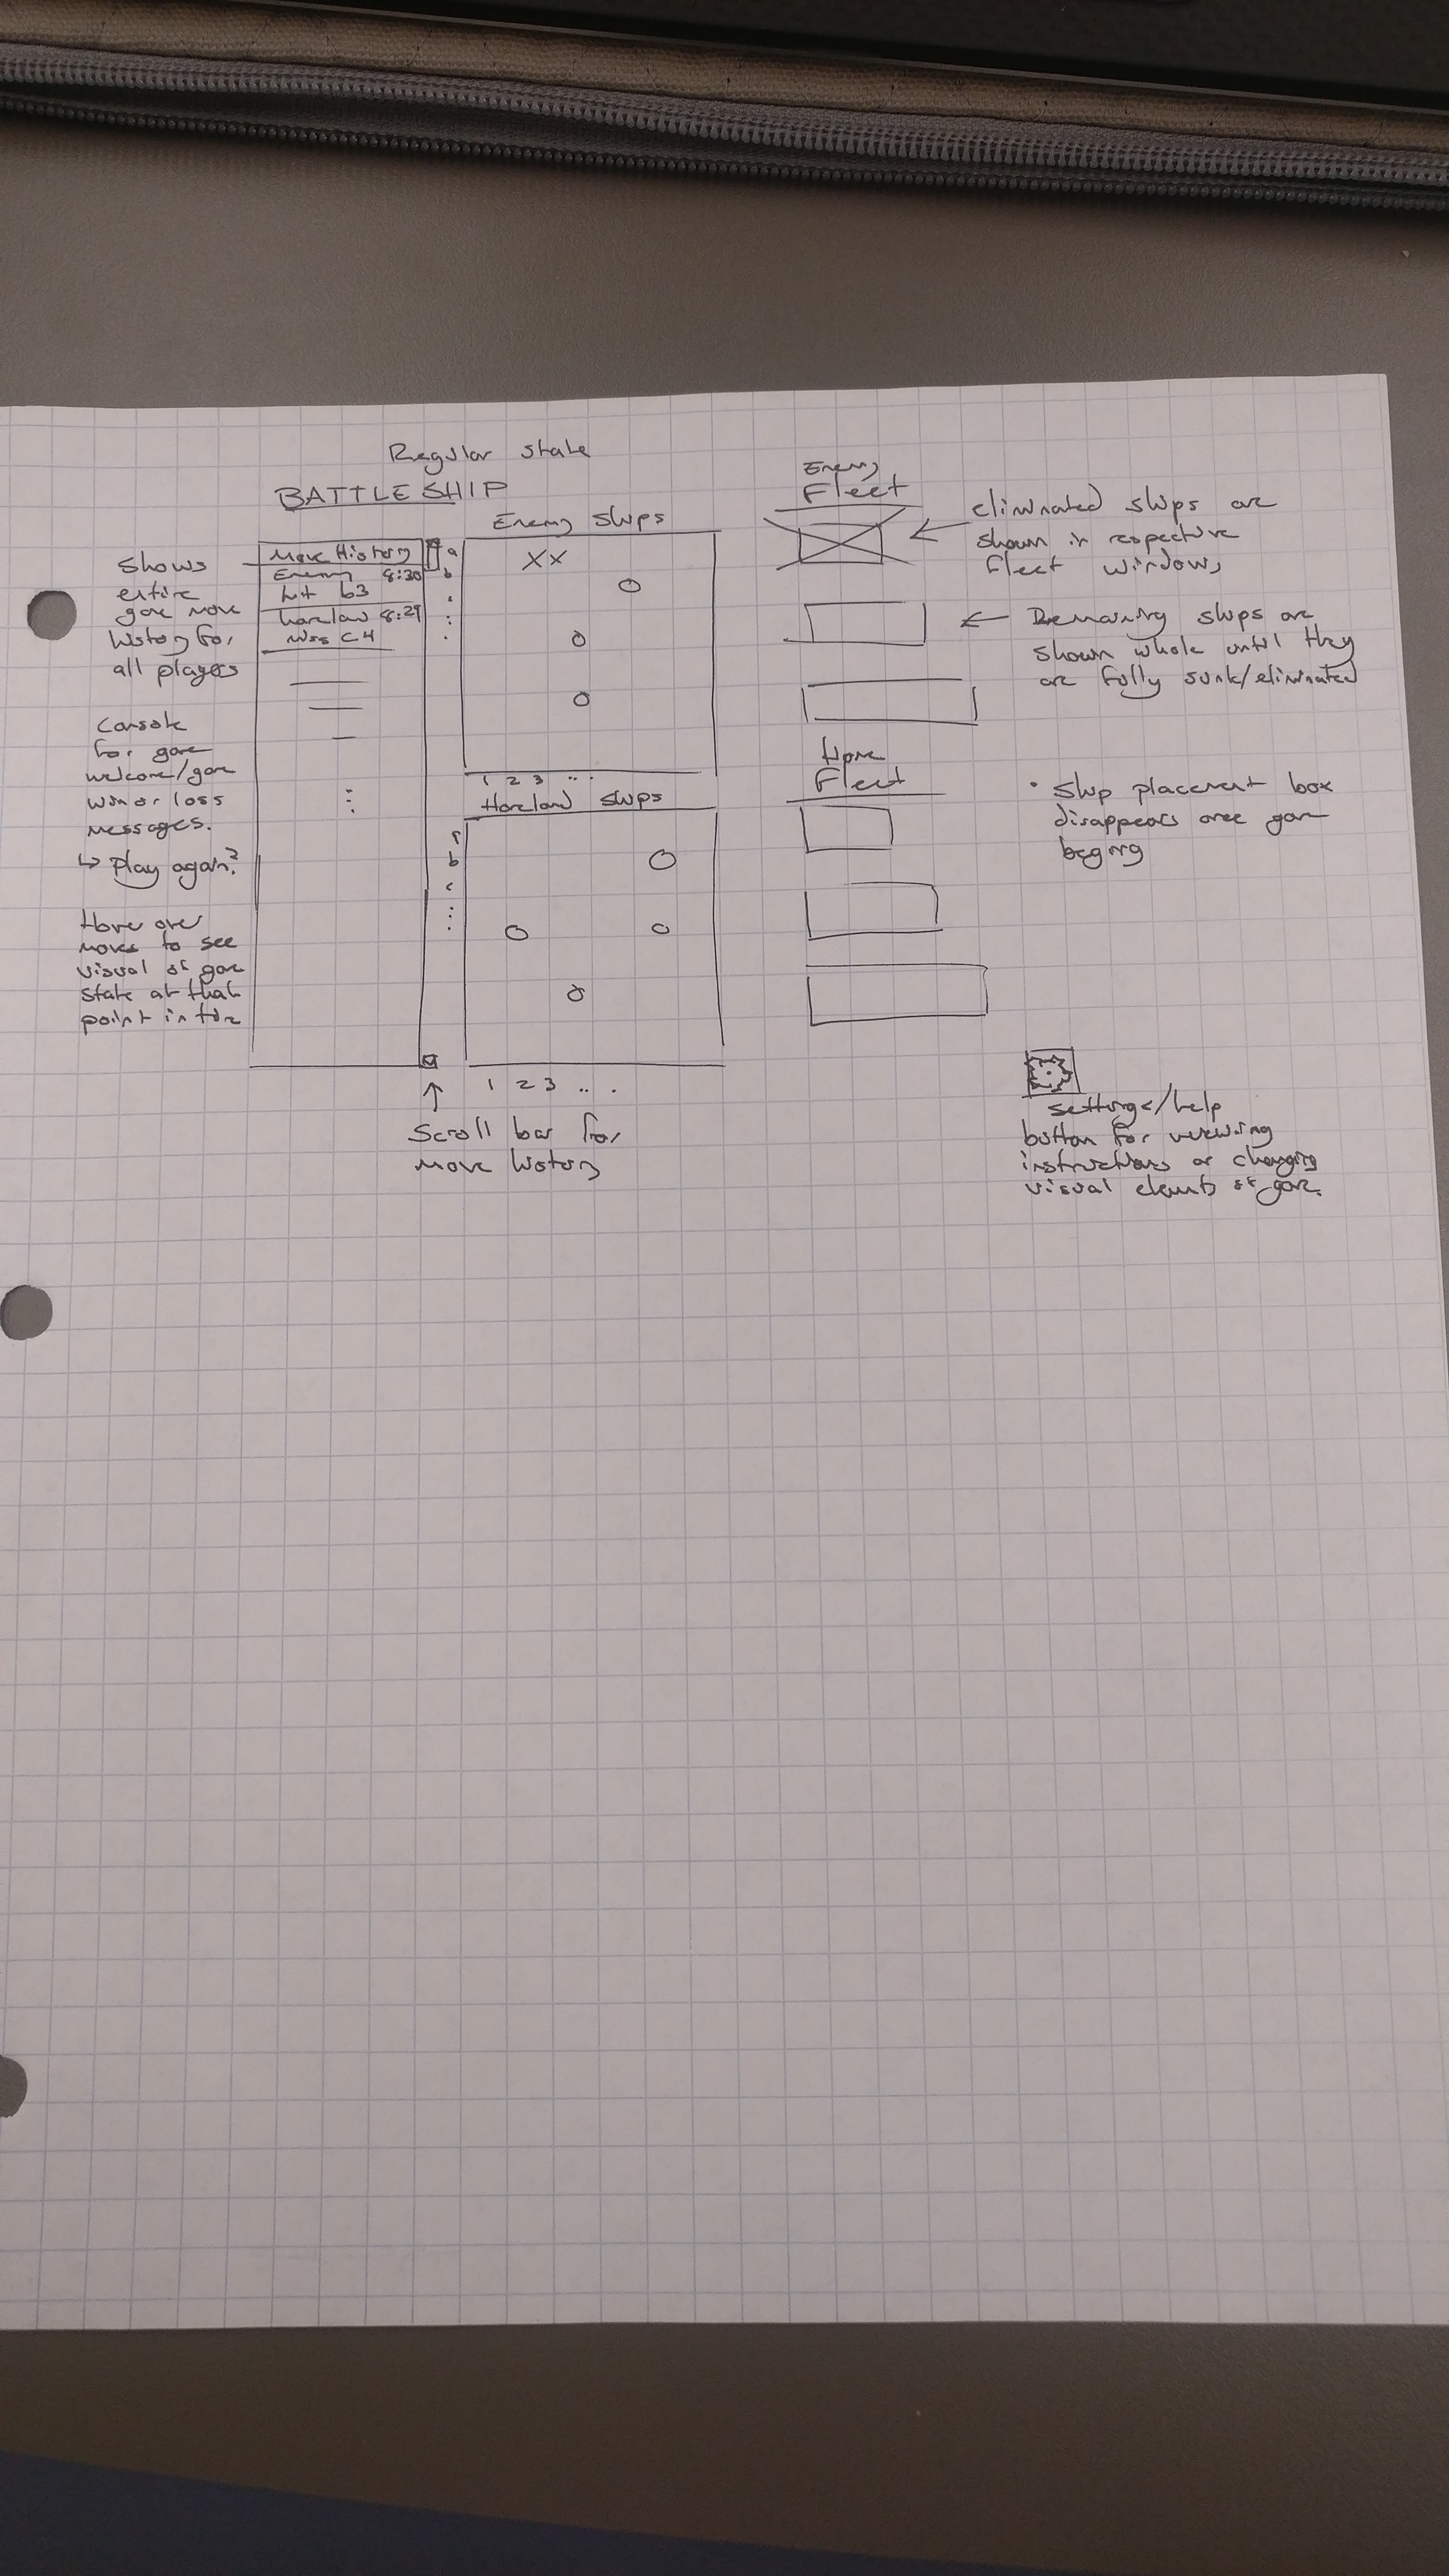 Regular state
BATTLESHIP
Shows
entire
game move
history for
all players
Console
for game
welcome/game
win or loss
messages.
↳ Play again?
Hover over
moves to see
visual of game
state at that
point in time
Move History
Enemy 8:30
hit b3
homeland 8:29
miss C4
Enemy Ships
a
b
XX
1 2 3 ...
Homeland Ships
b
c
1 2 3 ...
Scroll bar for
move history
Enemy
Fleet
eliminated ships are
shown in respective
fleet windows
Remaining ships are
shown whole until they
are fully sunk/eliminated
Home
Fleet
• Ship placement box
disappears once game
begins
settings/help
button for viewing
instructions or changing
visual elements of game.